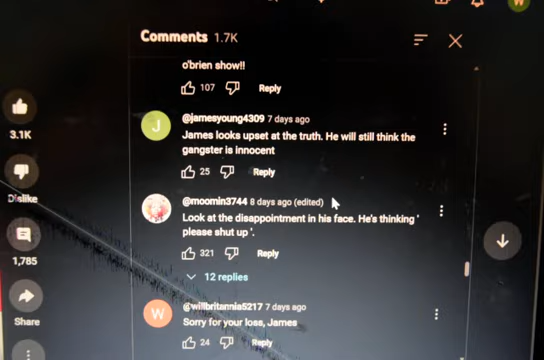 Comments 1.7K
o'brien show!!
107 Reply
@jamesyoung4309 7 days ago
James looks upset at the truth. He will still think the
gangster is innocent
25 Reply
@moomin3744 8 days ago (edited)
Look at the disappointment in his face. He's thinking '
please shut up '.
321 Reply
12 replies
@willbritannia5217 7 days ago
Sorry for your loss, James
24 Reply
3.1K
Dislike
1,785
Share
J
W
W